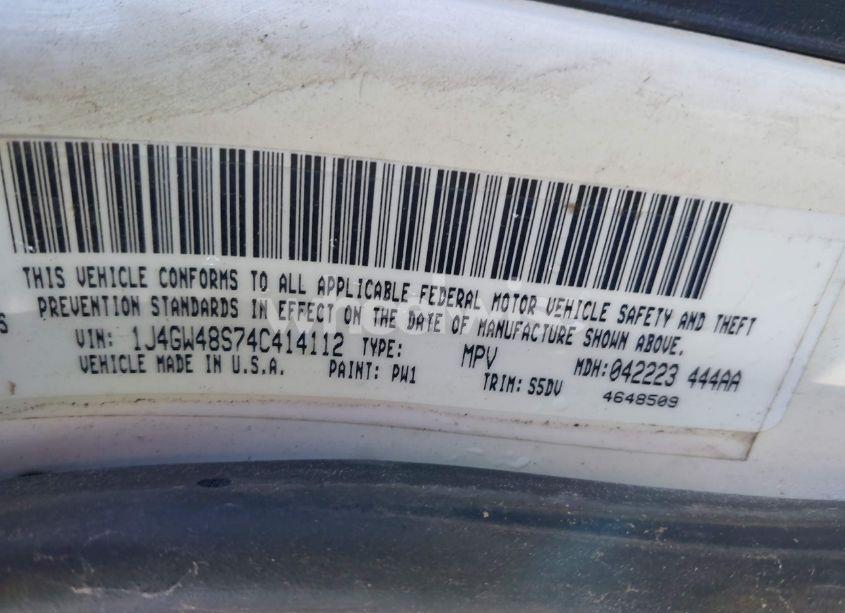 THIS VEHICLE CONFORMS TO ALL APPLICABLE FEDERAL MOTOR VEHICLE SAFETY AND THEFT
PREVENTION STANDARDS IN EFFECT ON THE DATE OF MANUFACTURE SHOWN ABOVE.
VIN: 1J4GW48S74C414112 TYPE: MPV MDH:042223 444AA
VEHICLE MADE IN U.S.A. PAINT: PW1 TRIM: S5DV 4648509